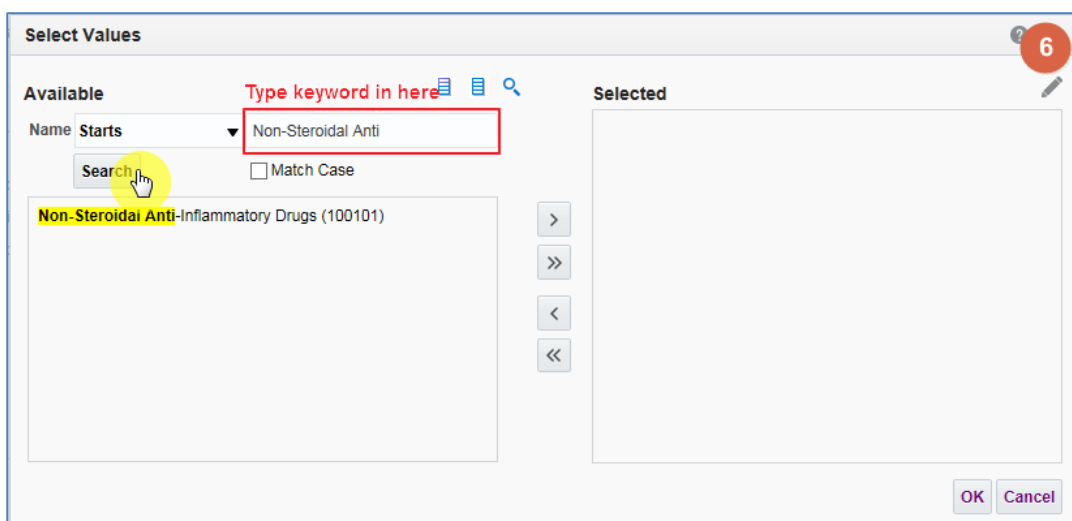 Select Values
?
6
Available
Type keyword in here
Selected
Name Starts
Non-Steroidal Anti
Search
Match Case
Non-Steroidal Anti-Inflammatory Drugs (100101)
OK
Cancel